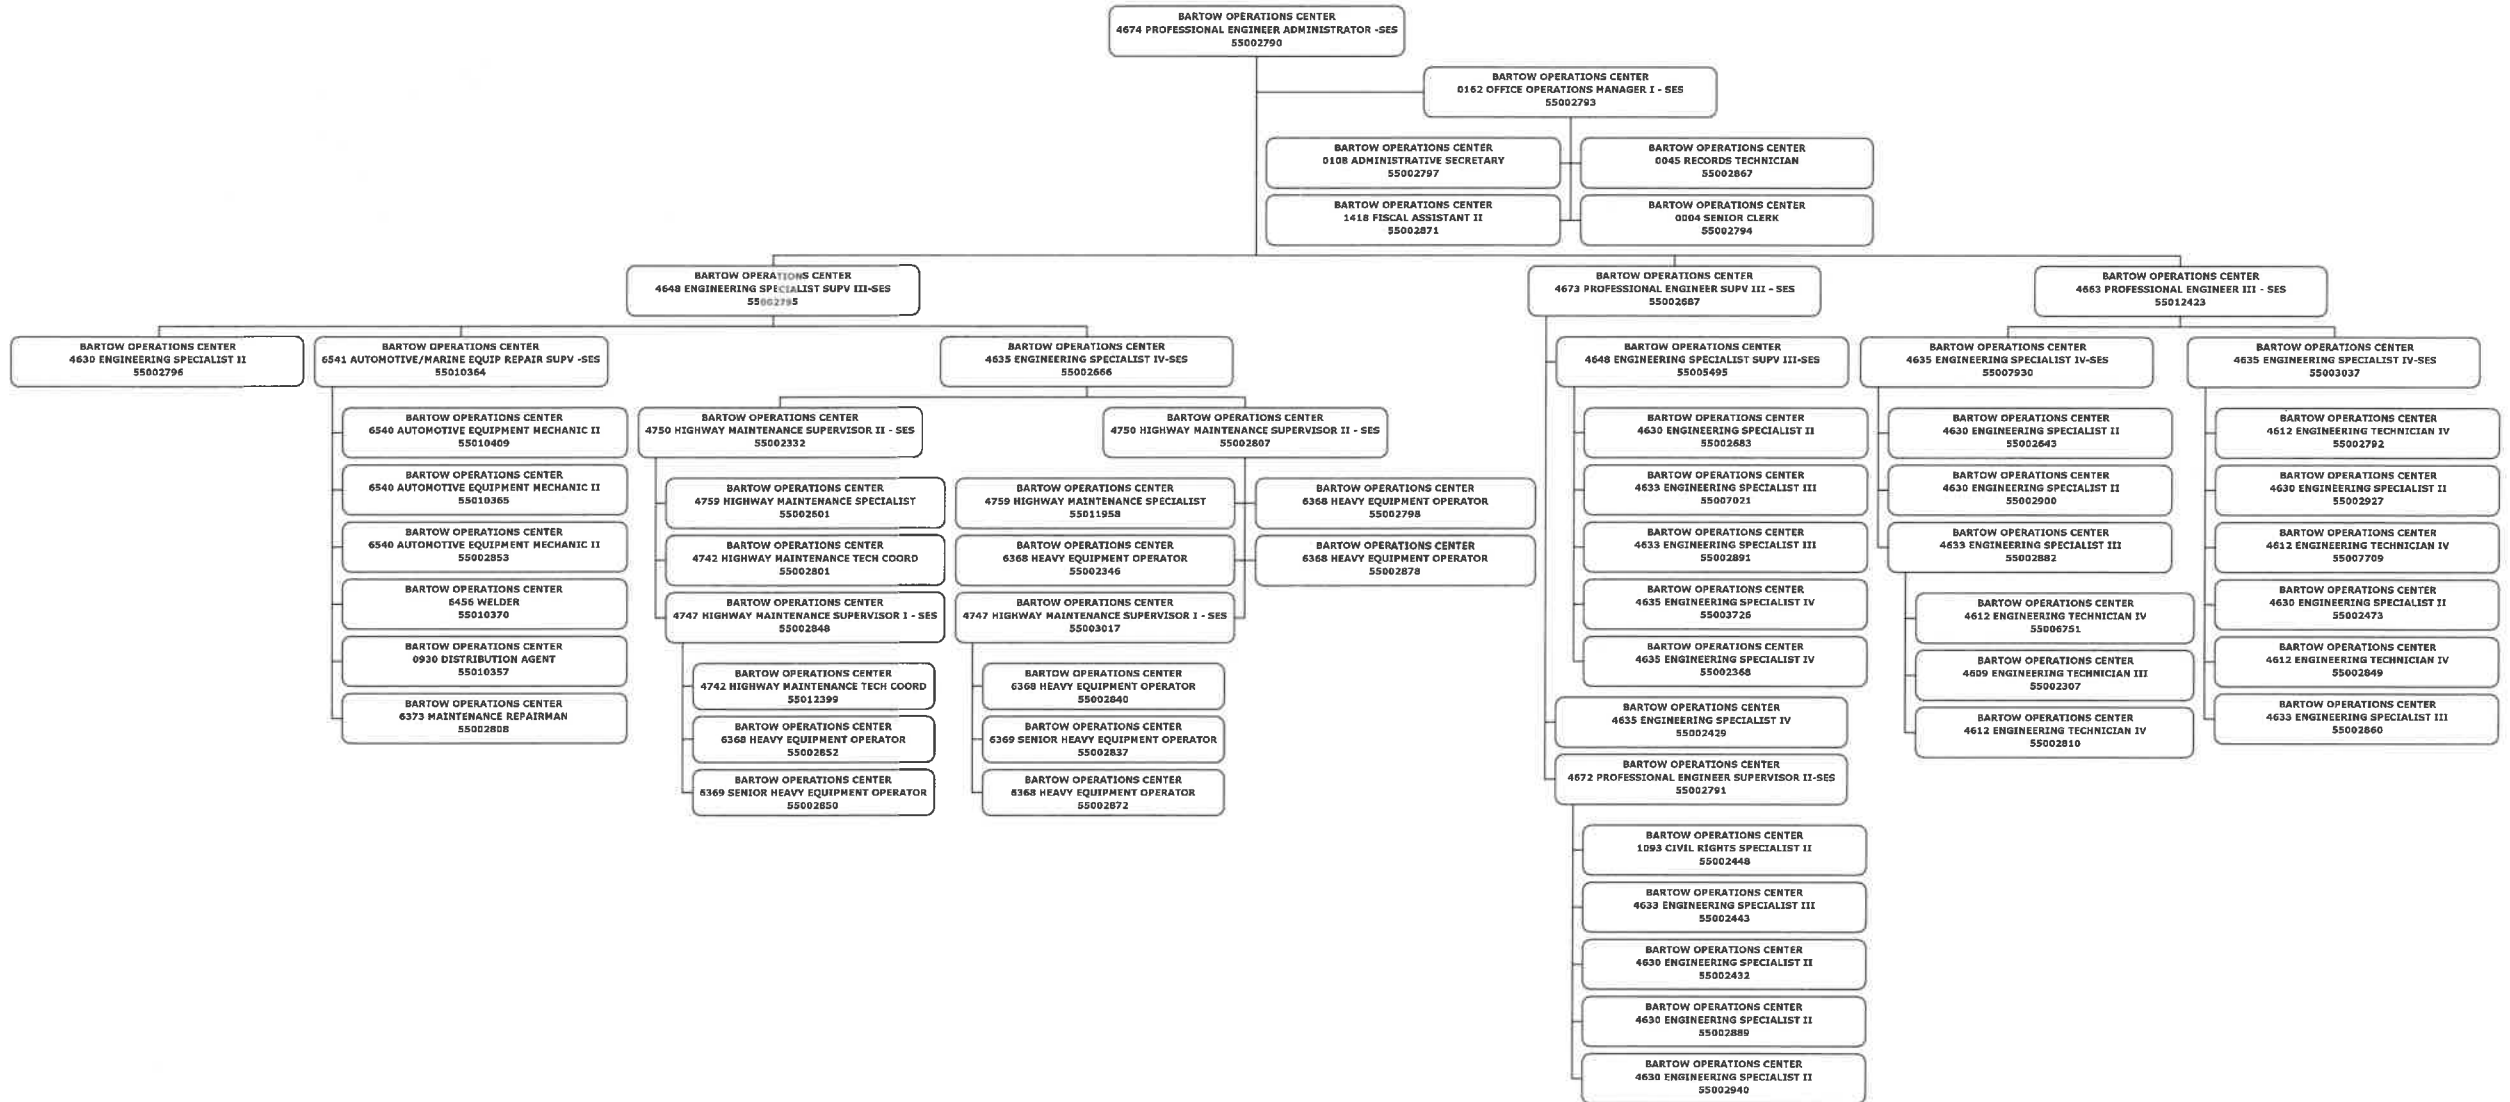 BARTOW OPERATIONS CENTER
4674 PROFESSIONAL ENGINEER ADMINISTRATOR -SES
55002790
BARTOW OPERATIONS CENTER
0162 OFFICE OPERATIONS MANAGER I - SES
55002793
BARTOW OPERATIONS CENTER
0108 ADMINISTRATIVE SECRETARY
55002797
BARTOW OPERATIONS CENTER
0045 RECORDS TECHNICIAN
55002867
BARTOW OPERATIONS CENTER
1418 FISCAL ASSISTANT II
55002871
BARTOW OPERATIONS CENTER
0004 SENIOR CLERK
55002794
BARTOW OPERATIONS CENTER
4648 ENGINEERING SPECIALIST SUPV III-SES
55002795
BARTOW OPERATIONS CENTER
4630 ENGINEERING SPECIALIST II
55002796
BARTOW OPERATIONS CENTER
6541 AUTOMOTIVE/MARINE EQUIP REPAIR SUPV -SES
55010364
BARTOW OPERATIONS CENTER
6540 AUTOMOTIVE EQUIPMENT MECHANIC II
55010409
BARTOW OPERATIONS CENTER
6540 AUTOMOTIVE EQUIPMENT MECHANIC II
55010365
BARTOW OPERATIONS CENTER
6540 AUTOMOTIVE EQUIPMENT MECHANIC II
55002853
BARTOW OPERATIONS CENTER
6456 WELDER
55010370
BARTOW OPERATIONS CENTER
0930 DISTRIBUTION AGENT
55010357
BARTOW OPERATIONS CENTER
6373 MAINTENANCE REPAIRMAN
55002808
BARTOW OPERATIONS CENTER
4635 ENGINEERING SPECIALIST IV-SES
55002666
BARTOW OPERATIONS CENTER
4750 HIGHWAY MAINTENANCE SUPERVISOR II - SES
55002332
BARTOW OPERATIONS CENTER
4759 HIGHWAY MAINTENANCE SPECIALIST
55002601
BARTOW OPERATIONS CENTER
4742 HIGHWAY MAINTENANCE TECH COORD
55002801
BARTOW OPERATIONS CENTER
4747 HIGHWAY MAINTENANCE SUPERVISOR I - SES
55002848
BARTOW OPERATIONS CENTER
4742 HIGHWAY MAINTENANCE TECH COORD
55012399
BARTOW OPERATIONS CENTER
6368 HEAVY EQUIPMENT OPERATOR
55002852
BARTOW OPERATIONS CENTER
6369 SENIOR HEAVY EQUIPMENT OPERATOR
55002850
BARTOW OPERATIONS CENTER
4750 HIGHWAY MAINTENANCE SUPERVISOR II - SES
55002807
BARTOW OPERATIONS CENTER
4759 HIGHWAY MAINTENANCE SPECIALIST
55011958
BARTOW OPERATIONS CENTER
6368 HEAVY EQUIPMENT OPERATOR
55002798
BARTOW OPERATIONS CENTER
6368 HEAVY EQUIPMENT OPERATOR
55002346
BARTOW OPERATIONS CENTER
6368 HEAVY EQUIPMENT OPERATOR
55002878
BARTOW OPERATIONS CENTER
4747 HIGHWAY MAINTENANCE SUPERVISOR I - SES
55003017
BARTOW OPERATIONS CENTER
6368 HEAVY EQUIPMENT OPERATOR
55002840
BARTOW OPERATIONS CENTER
6369 SENIOR HEAVY EQUIPMENT OPERATOR
55002837
BARTOW OPERATIONS CENTER
6368 HEAVY EQUIPMENT OPERATOR
55002872
BARTOW OPERATIONS CENTER
4673 PROFESSIONAL ENGINEER SUPV III - SES
55002687
BARTOW OPERATIONS CENTER
4648 ENGINEERING SPECIALIST SUPV III-SES
55005495
BARTOW OPERATIONS CENTER
4630 ENGINEERING SPECIALIST II
55002683
BARTOW OPERATIONS CENTER
4633 ENGINEERING SPECIALIST III
55007021
BARTOW OPERATIONS CENTER
4633 ENGINEERING SPECIALIST III
55002891
BARTOW OPERATIONS CENTER
4635 ENGINEERING SPECIALIST IV
55003726
BARTOW OPERATIONS CENTER
4635 ENGINEERING SPECIALIST IV
55002368
BARTOW OPERATIONS CENTER
4635 ENGINEERING SPECIALIST IV
55002429
BARTOW OPERATIONS CENTER
4672 PROFESSIONAL ENGINEER SUPERVISOR II-SES
55002791
BARTOW OPERATIONS CENTER
1093 CIVIL RIGHTS SPECIALIST II
55002448
BARTOW OPERATIONS CENTER
4633 ENGINEERING SPECIALIST III
55002443
BARTOW OPERATIONS CENTER
4630 ENGINEERING SPECIALIST II
55002432
BARTOW OPERATIONS CENTER
4630 ENGINEERING SPECIALIST II
55002889
BARTOW OPERATIONS CENTER
4630 ENGINEERING SPECIALIST II
55002940
BARTOW OPERATIONS CENTER
4663 PROFESSIONAL ENGINEER III - SES
55012423
BARTOW OPERATIONS CENTER
4635 ENGINEERING SPECIALIST IV-SES
55007930
BARTOW OPERATIONS CENTER
4630 ENGINEERING SPECIALIST II
55002643
BARTOW OPERATIONS CENTER
4630 ENGINEERING SPECIALIST II
55002900
BARTOW OPERATIONS CENTER
4633 ENGINEERING SPECIALIST III
55002882
BARTOW OPERATIONS CENTER
4612 ENGINEERING TECHNICIAN IV
55006751
BARTOW OPERATIONS CENTER
4609 ENGINEERING TECHNICIAN III
55002307
BARTOW OPERATIONS CENTER
4612 ENGINEERING TECHNICIAN IV
55002810
BARTOW OPERATIONS CENTER
4635 ENGINEERING SPECIALIST IV-SES
55003037
BARTOW OPERATIONS CENTER
4612 ENGINEERING TECHNICIAN IV
55002792
BARTOW OPERATIONS CENTER
4630 ENGINEERING SPECIALIST II
55002927
BARTOW OPERATIONS CENTER
4612 ENGINEERING TECHNICIAN IV
55007709
BARTOW OPERATIONS CENTER
4630 ENGINEERING SPECIALIST II
55002473
BARTOW OPERATIONS CENTER
4612 ENGINEERING TECHNICIAN IV
55002849
BARTOW OPERATIONS CENTER
4633 ENGINEERING SPECIALIST III
55002860